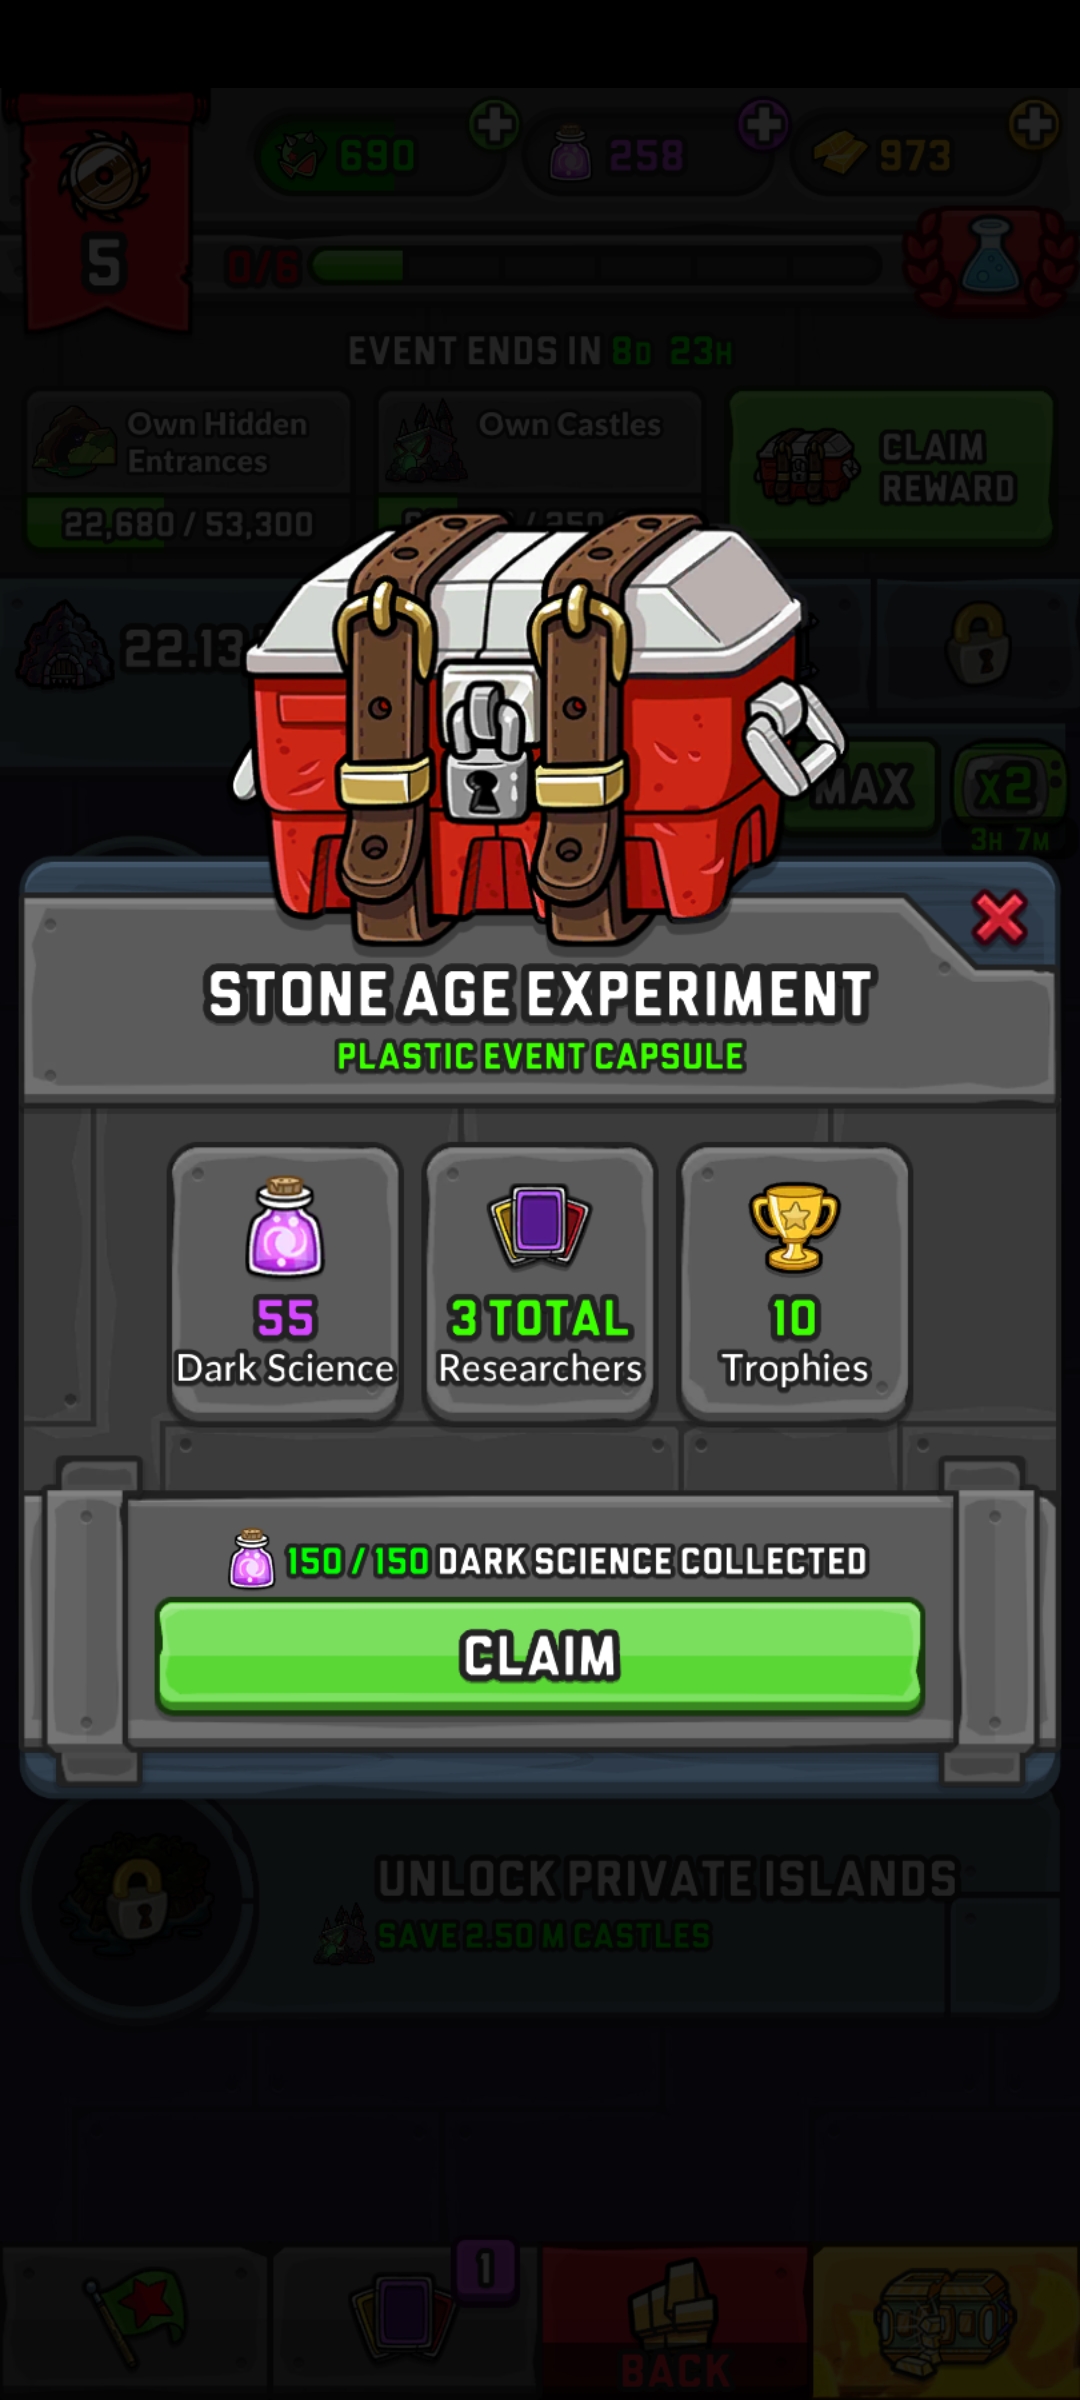 690
258
973
5
0/6
EVENT ENDS IN 8D 23H
Own Hidden
Entrances
22,680 / 53,300
Own Castles
CLAIM
REWARD
22.13
MAX
X2
3H 7M
STONE AGE EXPERIMENT
PLASTIC EVENT CAPSULE
55
Dark Science
3 TOTAL
Researchers
10
Trophies
150 / 150 DARK SCIENCE COLLECTED
CLAIM
UNLOCK PRIVATE ISLANDS
SAVE 2.50 M CASTLES
1
BACK